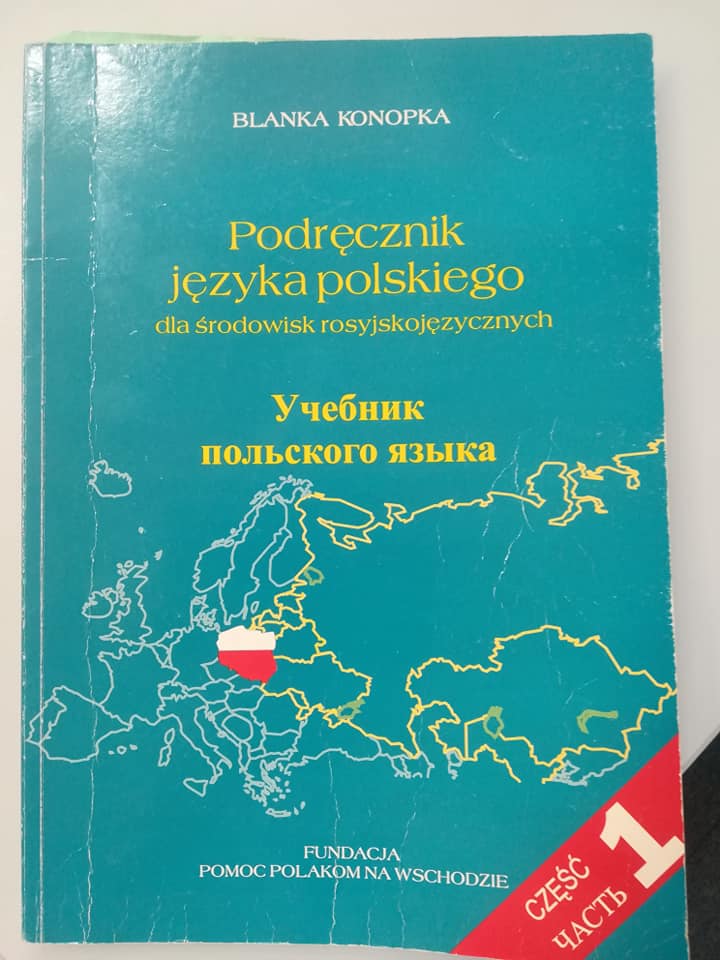 BLANKA KONOPKA
Podręcznik
języka polskiego
dla środowisk rosyjskojęzycznych
Учебник
польского языка
FUNDACJA
POMOC POLAKOM NA WSCHODZIE
CZĘŚĆ
ЧАСТЬ
1